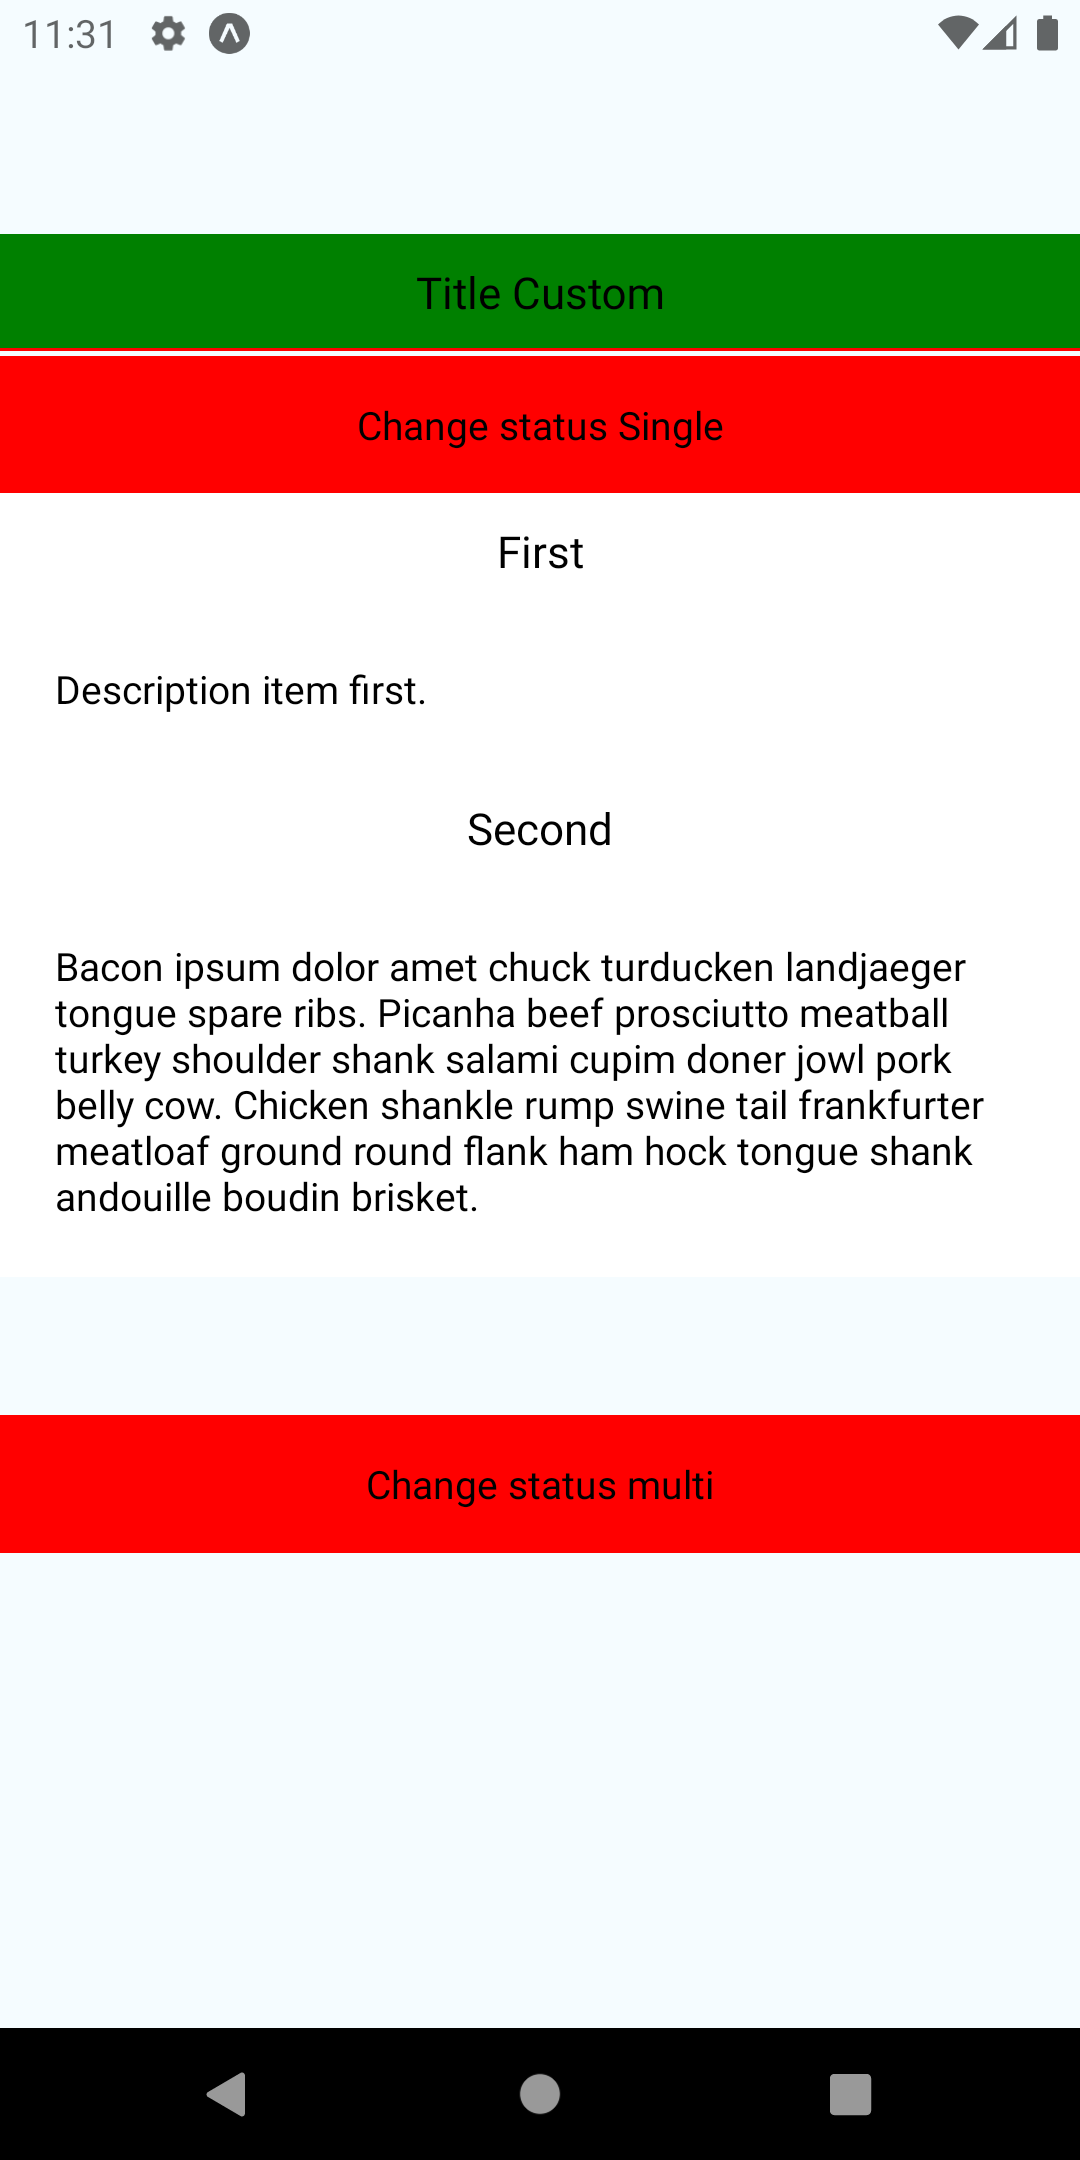 11:31
Title Custom
Change status Single
First
Description item first.
Second
Bacon ipsum dolor amet chuck turducken landjaeger
tongue spare ribs. Picanha beef prosciutto meatball
turkey shoulder shank salami cupim doner jowl pork
belly cow. Chicken shankle rump swine tail frankfurter
meatloaf ground round flank ham hock tongue shank
andouille boudin brisket.
Change status multi